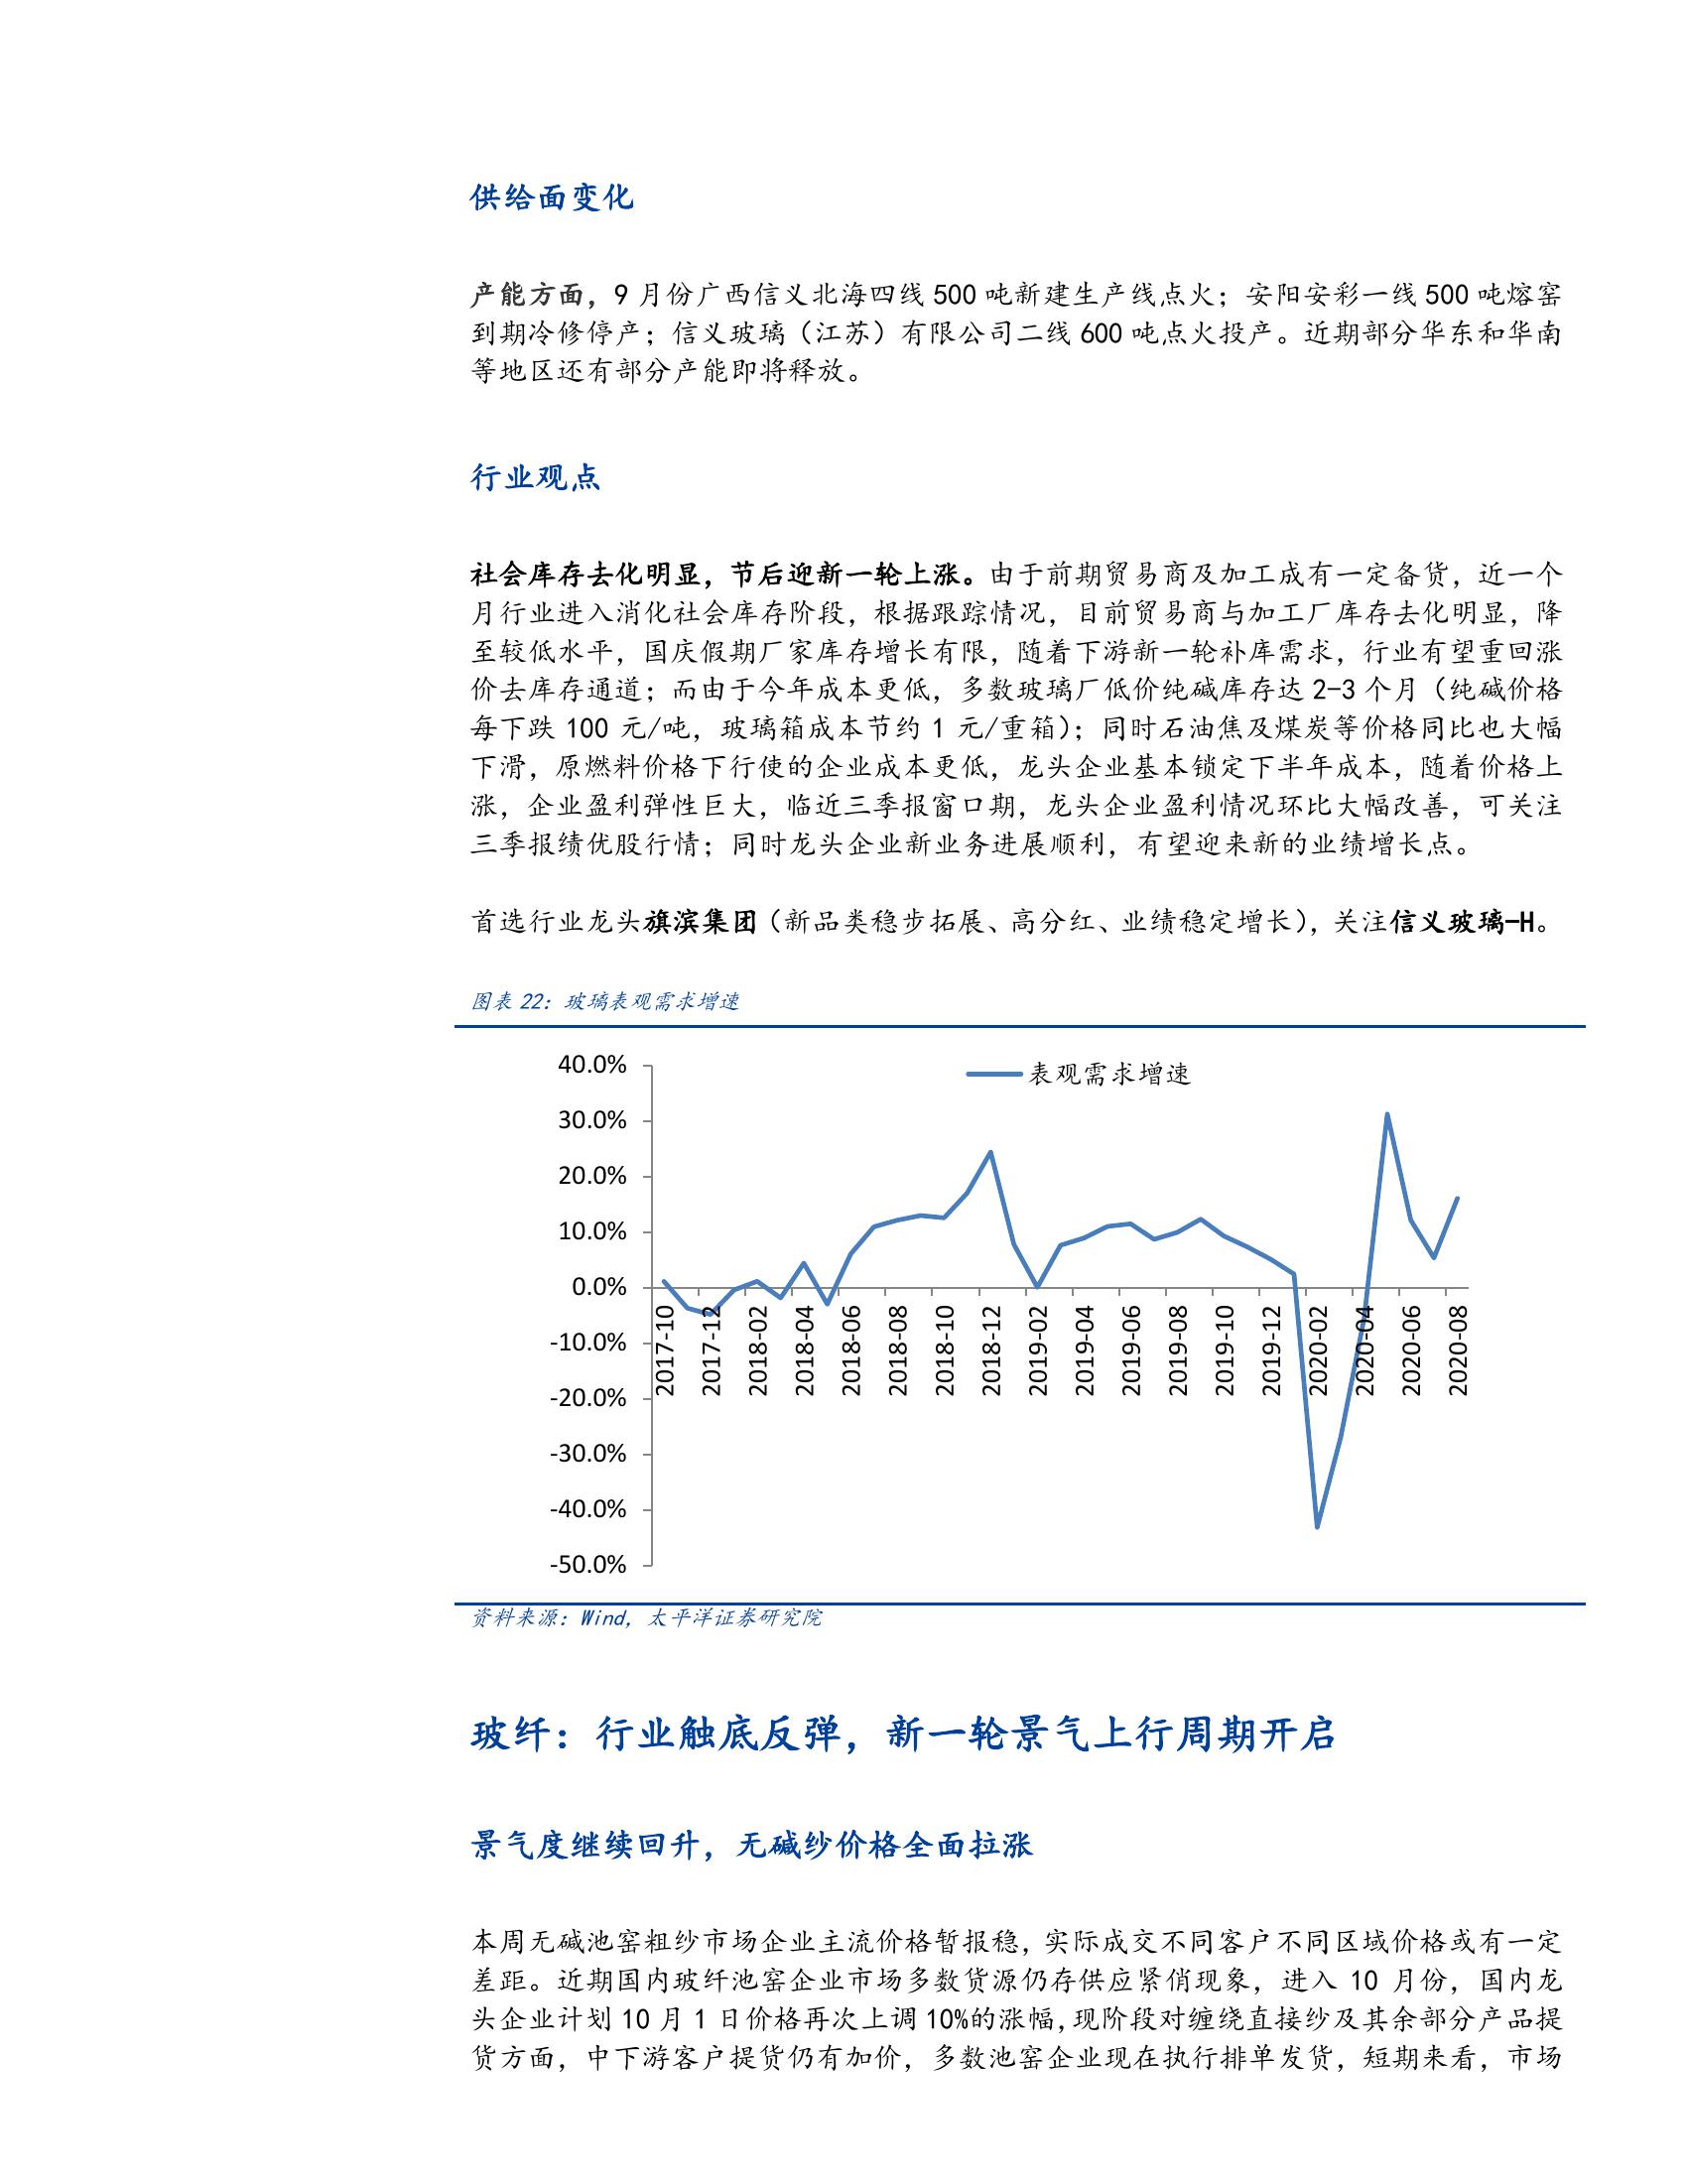 供给面变化
产能方面，9 月份广西信义北海四线 500 吨新建生产线点火；安阳安彩一线 500 吨熔窑
到期冷修停产；信义玻璃（江苏）有限公司二线 600 吨点火投产。近期部分华东和华南
等地区还有部分产能即将释放。
行业观点
社会库存去化明显，节后迎新一轮上涨。由于前期贸易商及加工成有一定备货，近一个
月行业进入消化社会库存阶段，根据跟踪情况，目前贸易商与加工厂库存去化明显，降
至较低水平，国庆假期厂家库存增长有限，随着下游新一轮补库需求，行业有望重回涨
价去库存通道；而由于今年成本更低，多数玻璃厂低价纯碱库存达 2-3 个月（纯碱价格
每下跌 100 元/吨，玻璃箱成本节约 1 元/重箱）；同时石油焦及煤炭等价格同比也大幅
下滑，原燃料价格下行使的企业成本更低，龙头企业基本锁定下半年成本，随着价格上
涨，企业盈利弹性巨大，临近三季报窗口期，龙头企业盈利情况环比大幅改善，可关注
三季报绩优股行情；同时龙头企业新业务进展顺利，有望迎来新的业绩增长点。
首选行业龙头旗滨集团（新品类稳步拓展、高分红、业绩稳定增长），关注信义玻璃-H。
图表 22：玻璃表观需求增速
表观需求增速
40.0%
30.0%
20.0%
10.0%
0.0%
-10.0%
-20.0%
-30.0%
-40.0%
-50.0%
2017-10
2017-12
2018-02
2018-04
2018-06
2018-08
2018-10
2018-12
2019-02
2019-04
2019-06
2019-08
2019-10
2019-12
2020-02
2020-04
2020-06
2020-08
资料来源：Wind，太平洋证券研究院
玻纤：行业触底反弹，新一轮景气上行周期开启
景气度继续回升，无碱纱价格全面拉涨
本周无碱池窑粗纱市场企业主流价格暂报稳，实际成交不同客户不同区域价格或有一定
差距。近期国内玻纤池窑企业市场多数货源仍存供应紧俏现象，进入 10 月份，国内龙
头企业计划 10 月 1 日价格再次上调 10%的涨幅，现阶段对缠绕直接纱及其余部分产品提
货方面，中下游客户提货仍有加价，多数池窑企业现在执行排单发货，短期来看，市场